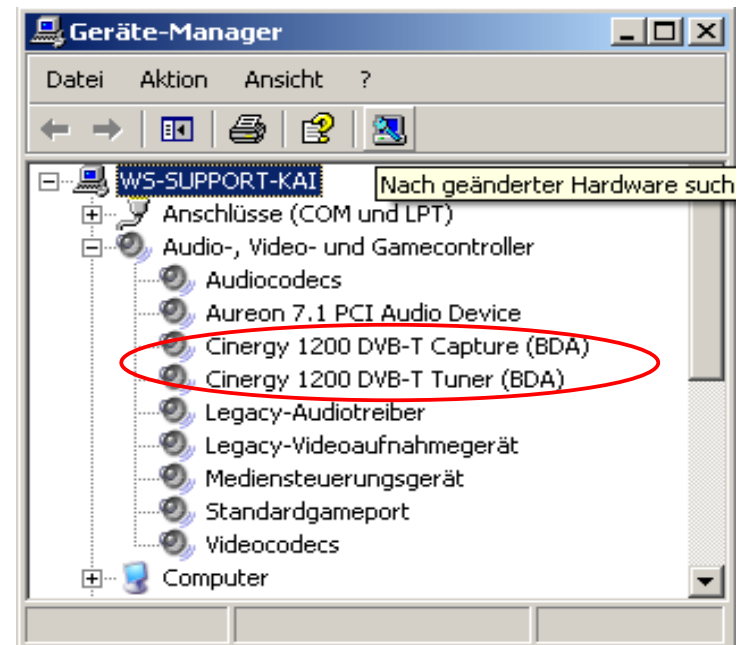 Geräte-Manager
Datei Aktion Ansicht ?
WS-SUPPORT-KAI
Nach geänderter Hardware such
Anschlüsse (COM und LPT)
Audio-, Video- und Gamecontroller
Audiocodecs
Aureon 7.1 PCI Audio Device
Cinergy 1200 DVB-T Capture (BDA)
Cinergy 1200 DVB-T Tuner (BDA)
Legacy-Audiotreiber
Legacy-Videoaufnahmegerät
Mediensteuerungsgerät
Standardgameport
Videocodecs
Computer